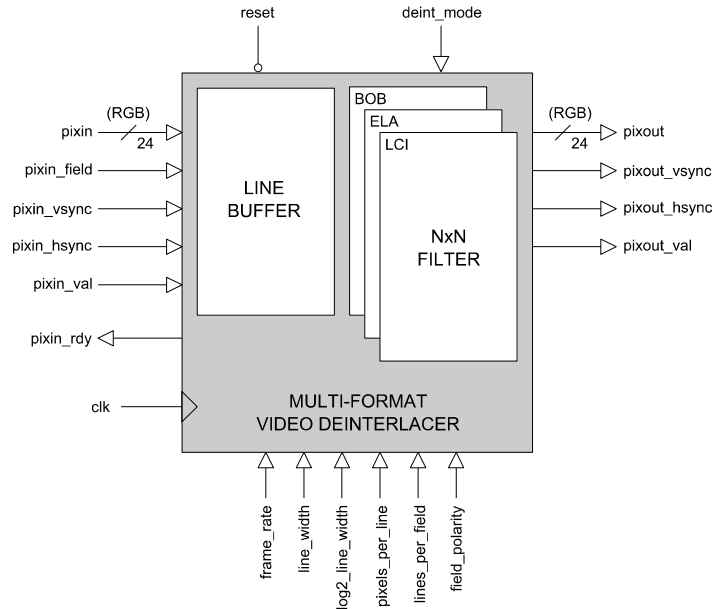 reset
deint_mode
(RGB)
pixin
24
pixin_field
pixin_vsync
pixin_hsync
pixin_val
pixin_rdy
clk
LINE
BUFFER
BOB
ELA
LCI
NxN
FILTER
(RGB)
pixout
24
pixout_vsync
pixout_hsync
pixout_val
MULTI-FORMAT
VIDEO DEINTERLACER
frame_rate
line_width
log2_line_width
pixels_per_line
lines_per_field
field_polarity